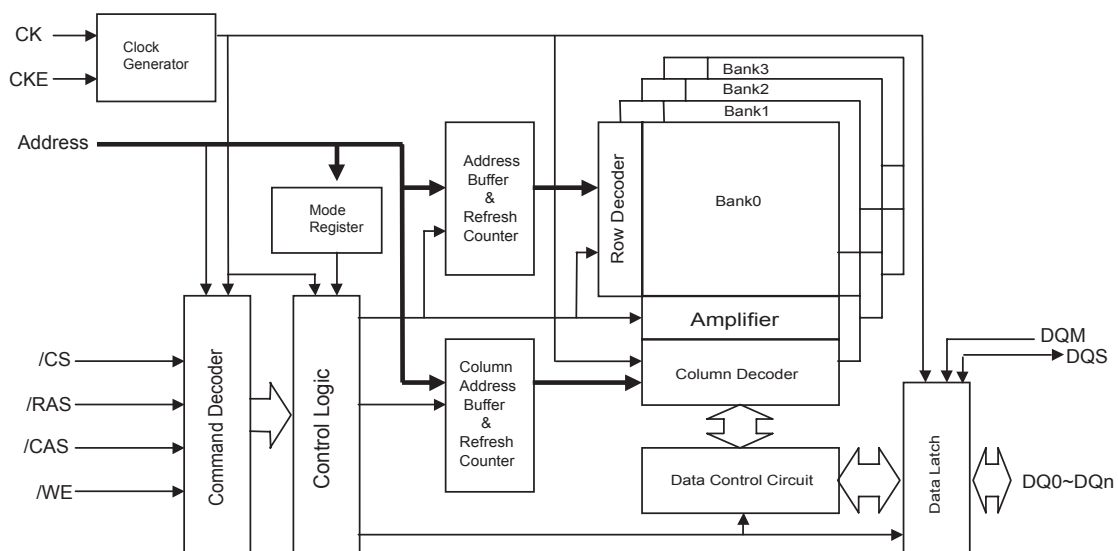 CK
CKE
Clock
Generator
Address
Mode
Register
Address
Buffer
&
Refresh
Counter
Row Decoder
Bank3
Bank2
Bank1
Bank0
Amplifier
Column Decoder
/CS
/RAS
/CAS
/WE
Command Decoder
Control Logic
Column
Address
Buffer
&
Refresh
Counter
Data Control Circuit
Data Latch
DQM
DQS
DQ0~DQn